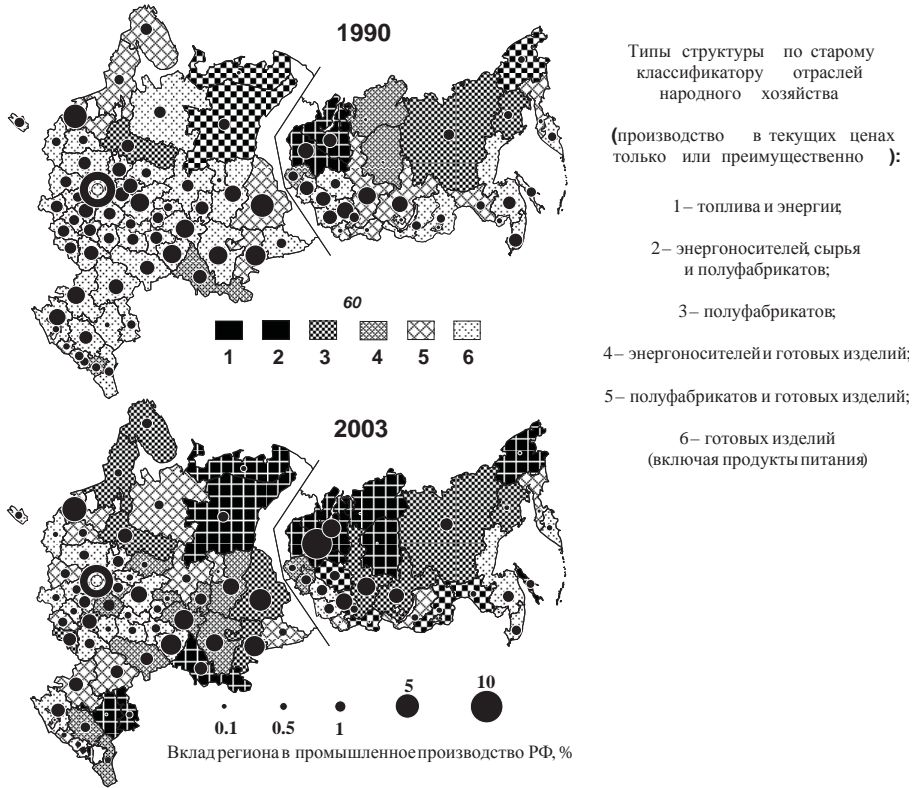 1990
Типы структуры по старому
классификатору отраслей
народного хозяйства
(производство в текущих ценах
только или преимущественно ):
1 – топлива и энергии;
2 – энергоносителей, сырья
и полуфабрикатов;
3 – полуфабрикатов;
4 – энергоносителей и готовых изделий;
5 – полуфабрикатов и готовых изделий;
6 – готовых изделий
(включая продукты питания)
60
1 2 3 4 5 6
2003
0.1 0.5 1 5 10
Вклад региона в промышленное производство РФ, %